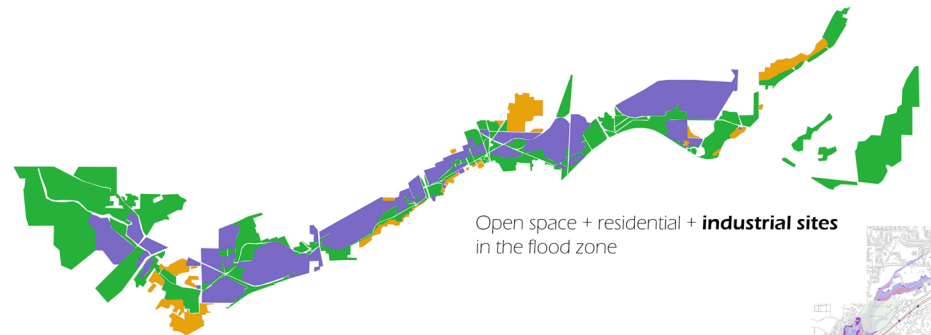 Open space + residential + industrial sites
in the flood zone